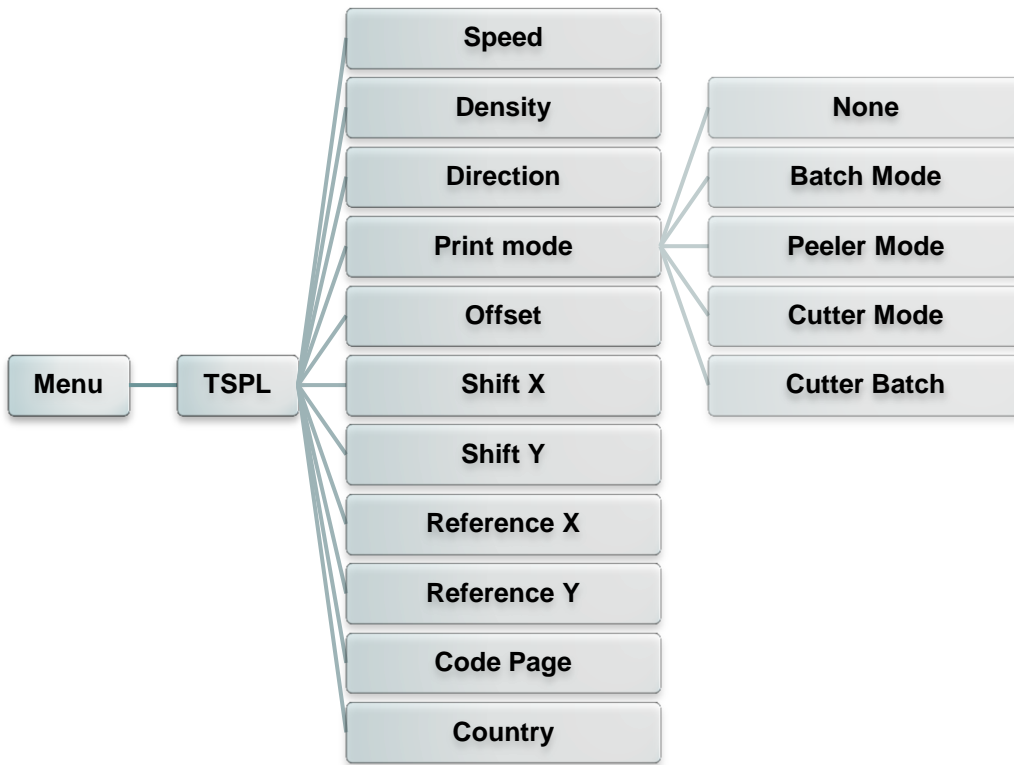 Menu
TSPL
Speed
Density
Direction
Print mode
Offset
Shift X
Shift Y
Reference X
Reference Y
Code Page
Country
None
Batch Mode
Peeler Mode
Cutter Mode
Cutter Batch